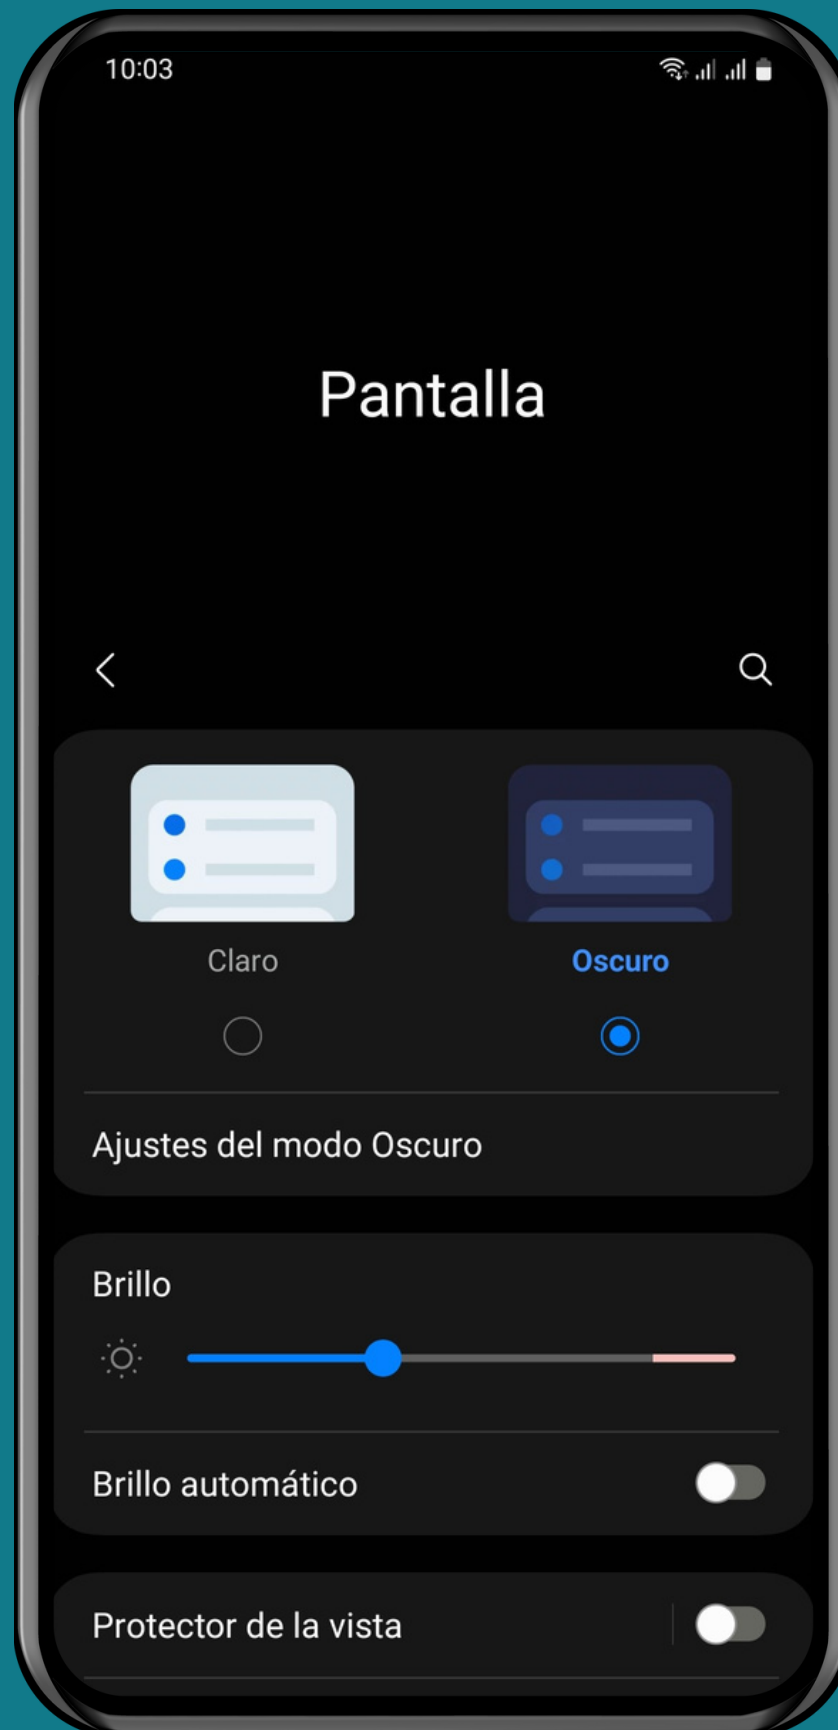 10:03
Pantalla
Claro
Oscuro
Ajustes del modo Oscuro
Brillo
Brillo automático
Protector de la vista